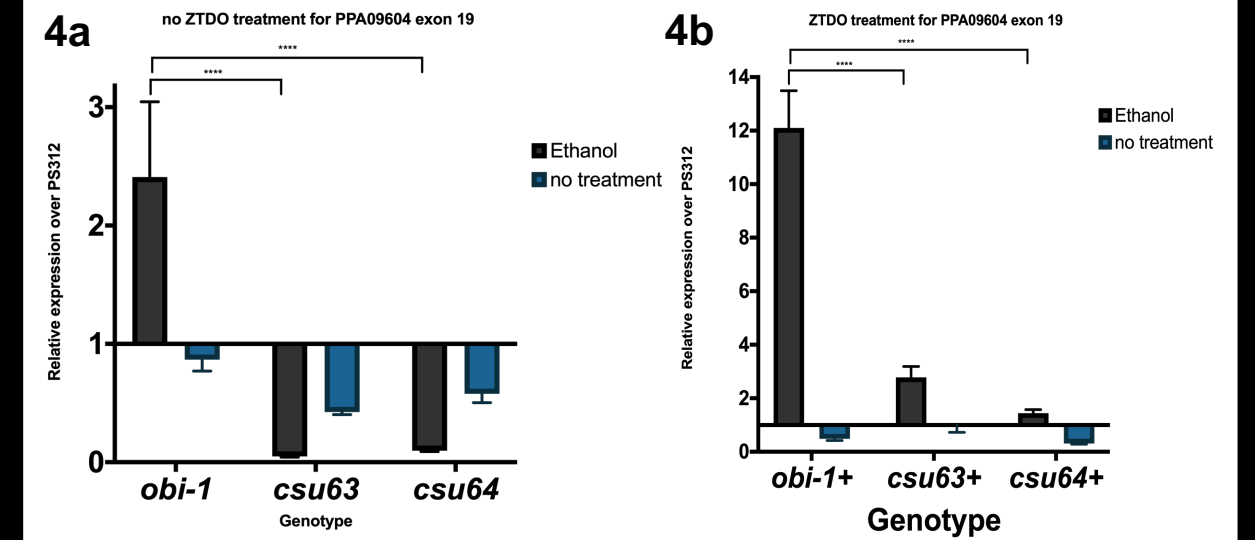 4a
no ZTDO treatment for PPA09604 exon 19
****
****
3
2
1
0
Relative expression over PS312
Ethanol
no treatment
obi-1
csu63
csu64
Genotype
4b
ZTDO treatment for PPA09604 exon 19
****
****
14
12
10
8
6
4
2
0
Relative expression over PS312
Ethanol
no treatment
obi-1+
csu63+
csu64+
Genotype